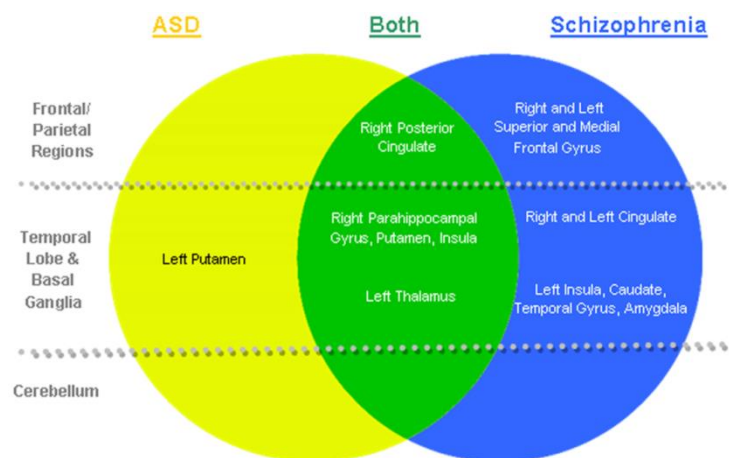 ASD Both Schizophrenia
Frontal/
Parietal
Regions
Right Posterior
Cingulate
Right and Left
Superior and Medial
Frontal Gyrus
Temporal
Lobe &
Basal
Ganglia
Left Putamen
Right Parahippocampal
Gyrus, Putamen, Insula
Left Thalamus
Right and Left Cingulate
Left Insula, Caudate,
Temporal Gyrus, Amygdala
Cerebellum